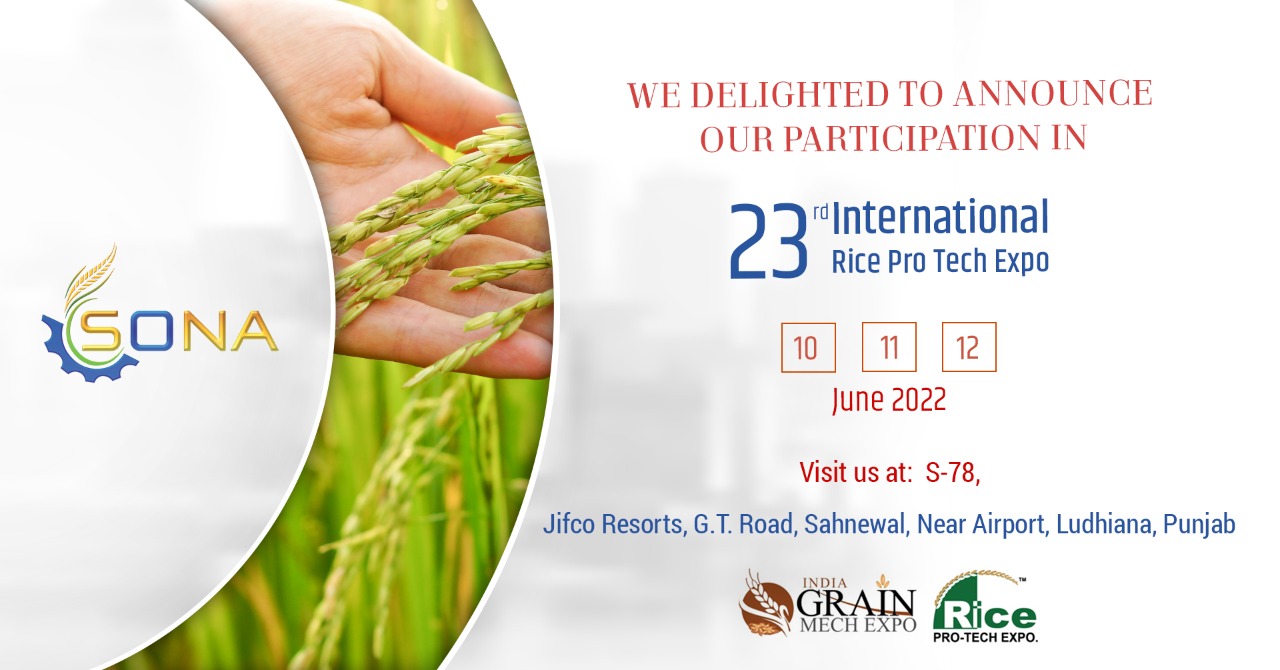 SONA
WE DELIGHTED TO ANNOUNCE
OUR PARTICIPATION IN
23rd International
Rice Pro Tech Expo
10 11 12
June 2022
Visit us at: S-78,
Jifco Resorts, G.T. Road, Sahnewal, Near Airport, Ludhiana, Punjab
INDIA
GRAIN
MECH EXPO
Rice ™
PRO-TECH EXPO.